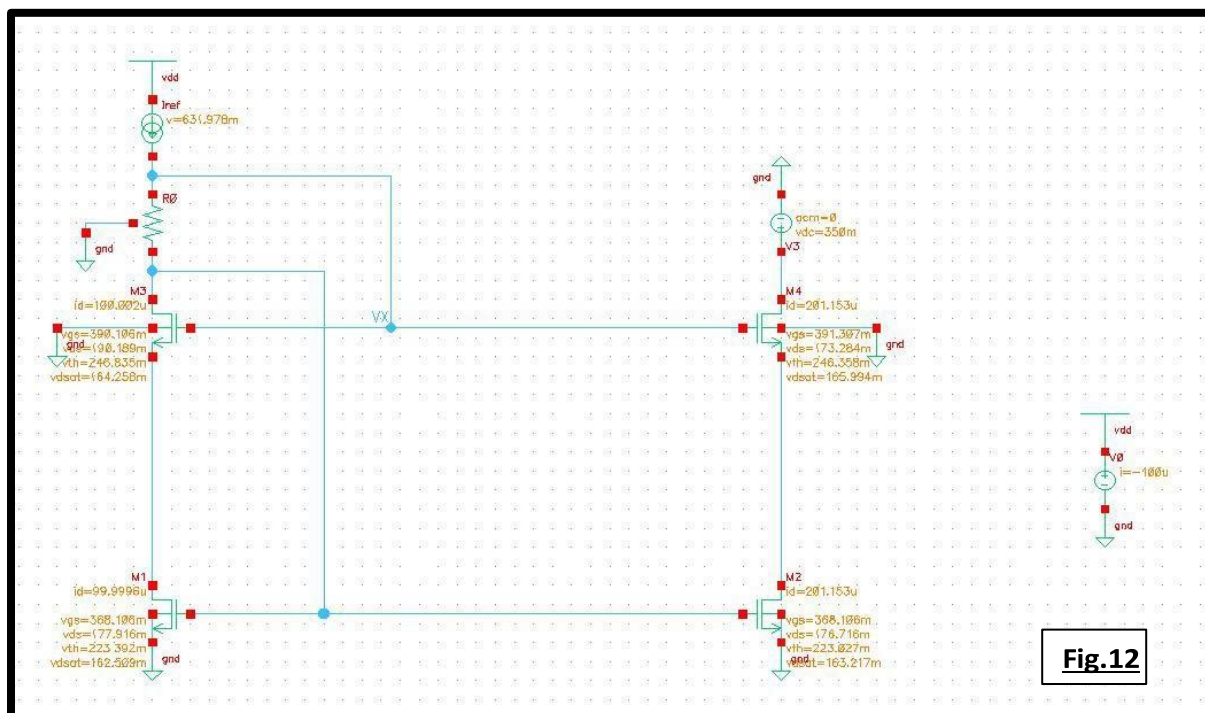 vdd
Iref
v=631.978m
R0
gnd
M3
id=100.002u
vgs=390.106m
vds=190.189m
vth=246.835m
vdsat=164.258m
gnd
VX
gnd
gcm=0
vdc=350m
V3
M4
id=201.153u
vgs=391.307m
vds=173.284m
vth=246.358m
vdsat=165.994m
gnd
vdd
V0
i=-100u
gnd
M1
id=99.9996u
vgs=368.106m
vds=177.916m
vth=223.392m
vdsat=162.509m
gnd
M2
id=201.153u
vgs=368.106m
vds=176.716m
vth=223.027m
vdsat=163.217m
gnd
Fig.12